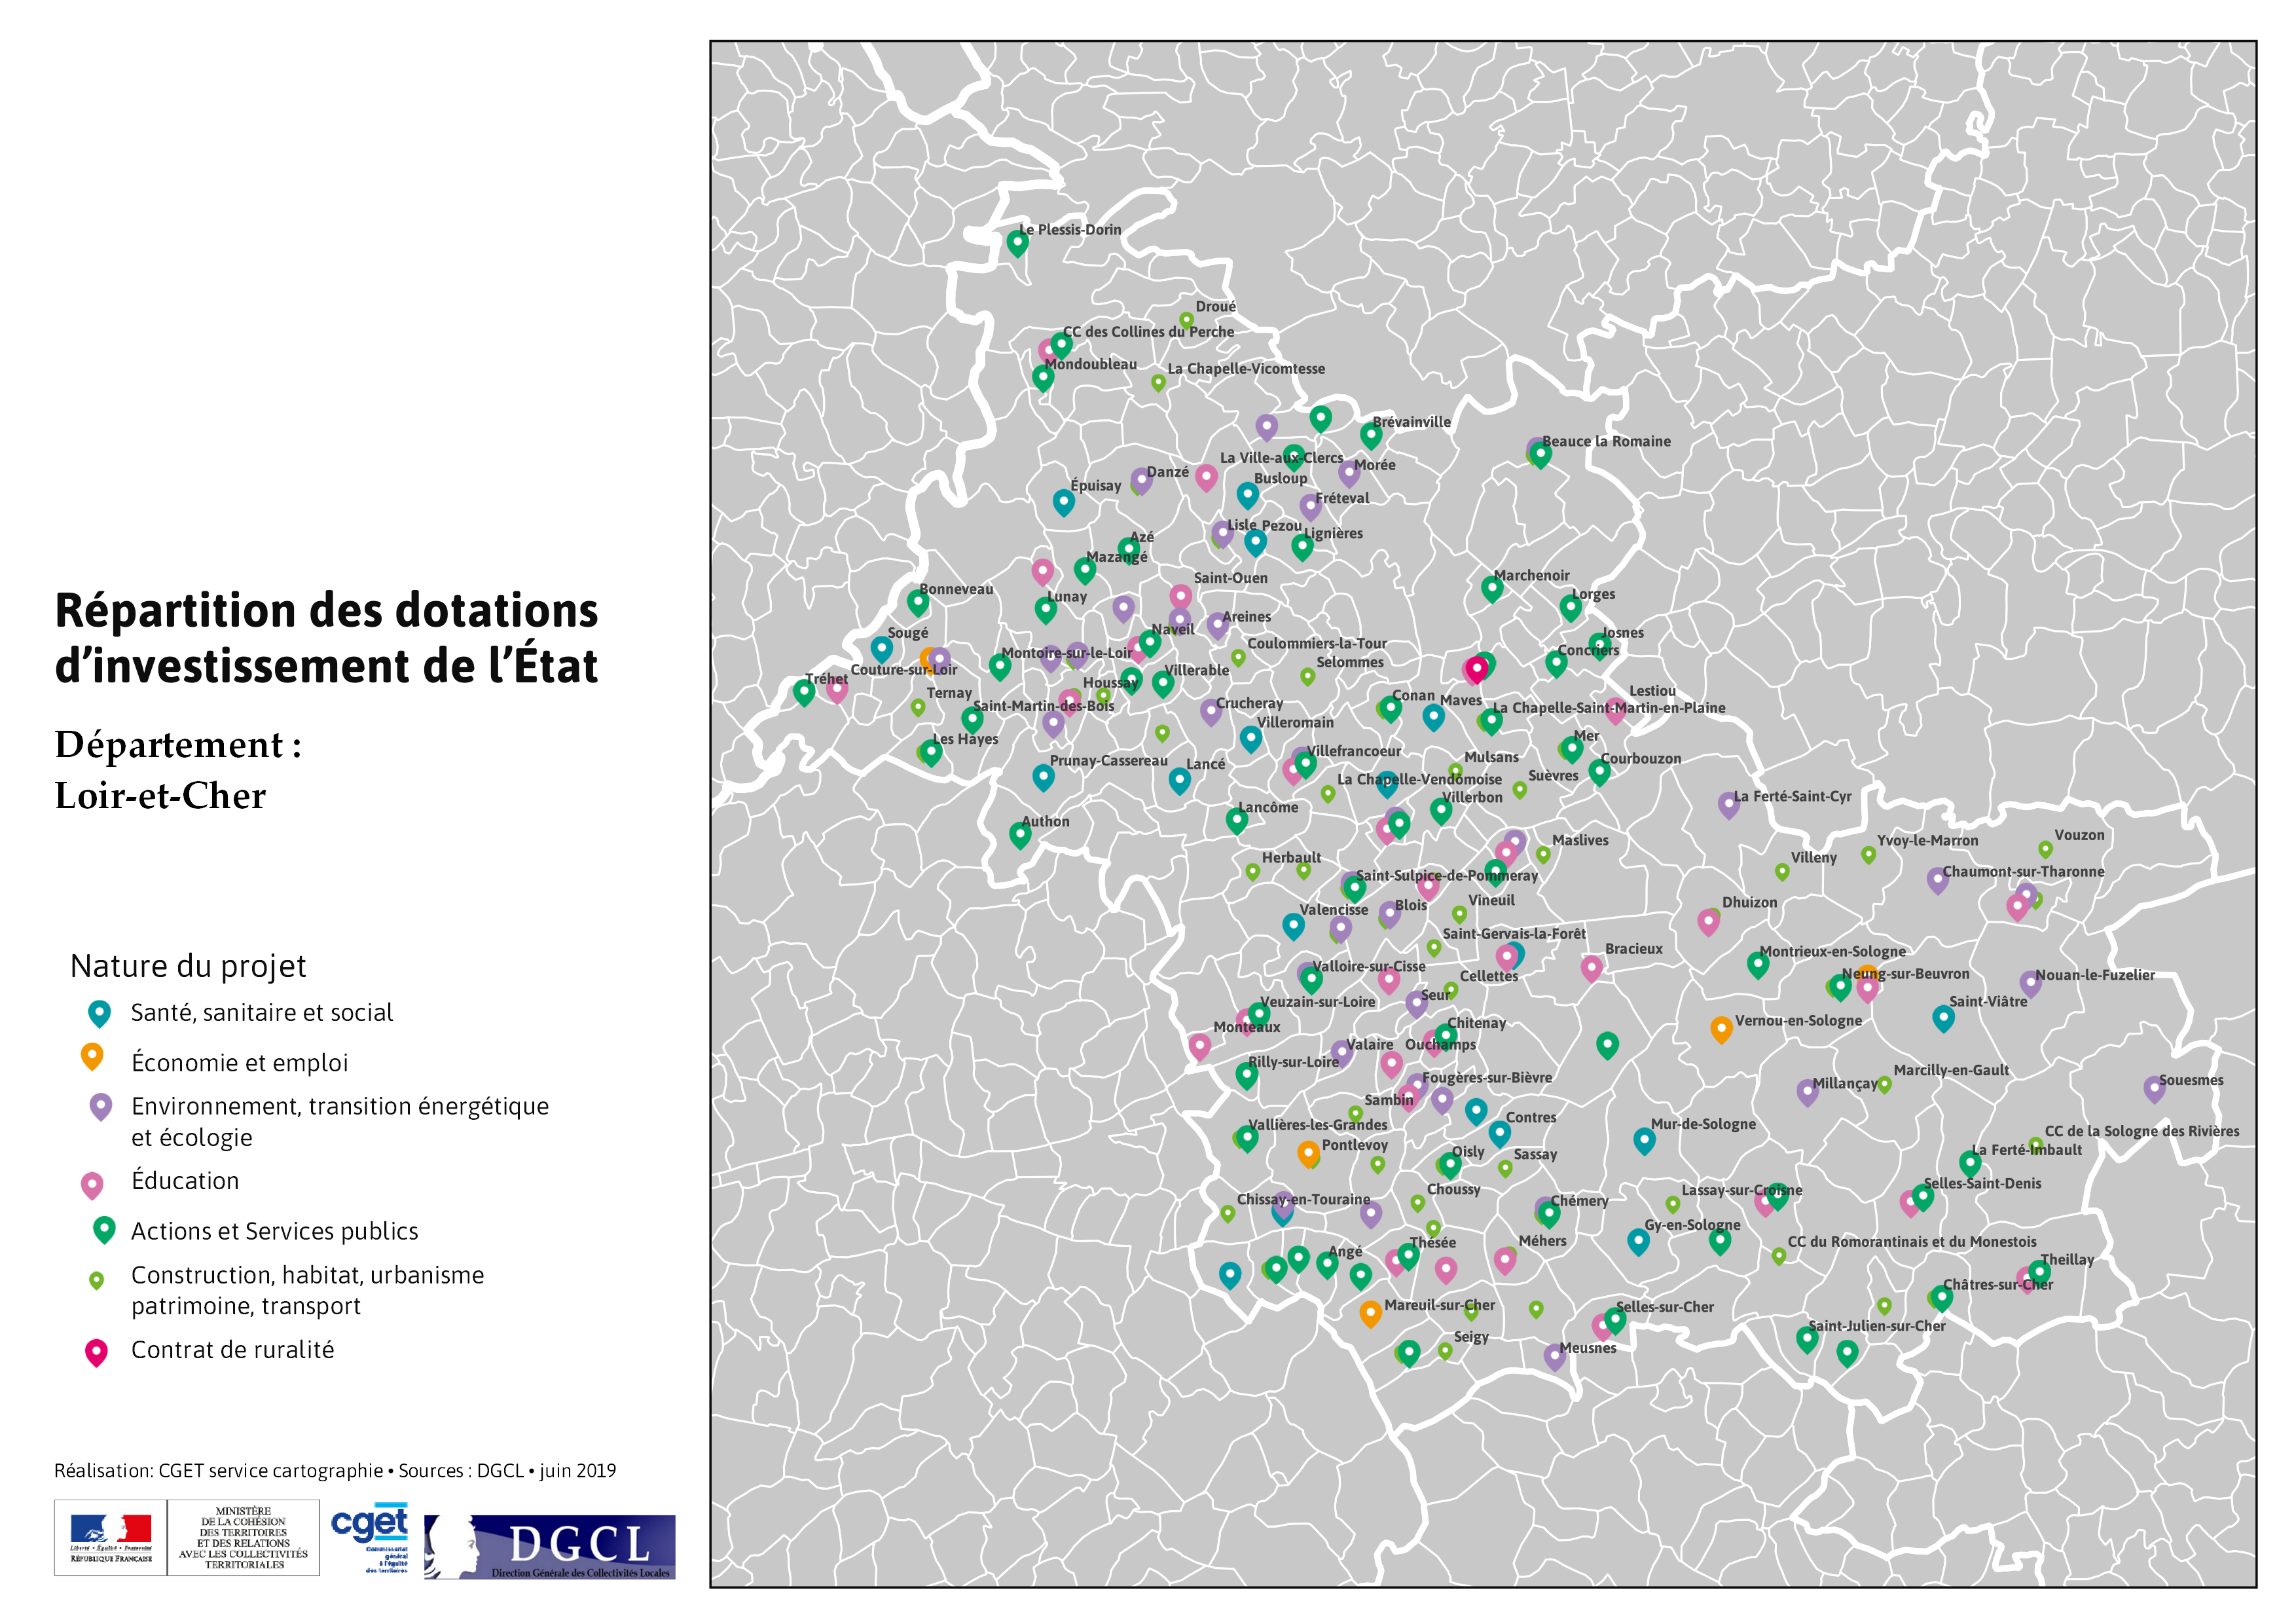 Répartition des dotations
d'investissement de l'État
Département :
Loir-et-Cher
Nature du projet
Santé, sanitaire et social
Économie et emploi
Environnement, transition énergétique
et écologie
Éducation
Actions et Services publics
Construction, habitat, urbanisme
patrimoine, transport
Contrat de ruralité
Réalisation: CGET service cartographie • Sources : DGCL • juin 2019
Liberté • Égalité • Fraternité
RÉPUBLIQUE FRANÇAISE
MINISTÈRE
DE LA COHÉSION
DES TERRITOIRES
ET DES RELATIONS
AVEC LES COLLECTIVITÉS
TERRITORIALES
cget
Commissariat
général
à l'égalité
des territoires
DGCL
Direction Générale des Collectivités Locales
Le Plessis-Dorin
Droué
CC des Collines du Perche
Mondoubleau
La Chapelle-Vicomtesse
Brévainville
Beauce la Romaine
La Ville-aux-Clercs
Morée
Danzé
Busloup
Épuisay
Fréteval
Lisle
Pezou
Lignières
Azé
Mazangé
Saint-Ouen
Marchenoir
Bonneveau
Lunay
Lorges
Areines
Naveil
Sougé
Josnes
Coulommiers-la-Tour
Concriers
Montoire-sur-le-Loir
Selommes
Couture-sur-Loir
Villerable
Tréhet
Houssay
Ternay
Lestiou
Conan
Maves
Crucheray
Saint-Martin-des-Bois
La Chapelle-Saint-Martin-en-Plaine
Villeromain
Mer
Les Hayes
Villefrancoeur
Mulsans
Courbouzon
Prunay-Cassereau
Lancé
La Chapelle-Vendômoise
Suèvres
Villerbon
La Ferté-Saint-Cyr
Lancôme
Authon
Vouzon
Maslives
Yvoy-le-Marron
Herbault
Villeny
Saint-Sulpice-de-Pommeray
Chaumont-sur-Tharonne
Vineuil
Dhuizon
Blois
Valencisse
Saint-Gervais-la-Forêt
Bracieux
Montrieux-en-Sologne
Valloire-sur-Cisse
Cellettes
Neung-sur-Beuvron
Nouan-le-Fuzelier
Seur
Veuzain-sur-Loire
Saint-Viâtre
Monteaux
Chitenay
Vernou-en-Sologne
Valaire
Ouchamps
Rilly-sur-Loire
Marcilly-en-Gault
Fougères-sur-Bièvre
Millançay
Souesmes
Sambin
Contres
Vallières-les-Grandes
Mur-de-Sologne
CC de la Sologne des Rivières
Pontlevoy
Oisly
Sassay
La Ferté-Imbault
Selles-Saint-Denis
Choussy
Lassay-sur-Croisne
Chissay-en-Touraine
Chémery
Gy-en-Sologne
Thésée
Méhers
CC du Romorantinais et du Monestois
Angé
Theillay
Châtres-sur-Cher
Mareuil-sur-Cher
Selles-sur-Cher
Saint-Julien-sur-Cher
Seigy
Meusnes